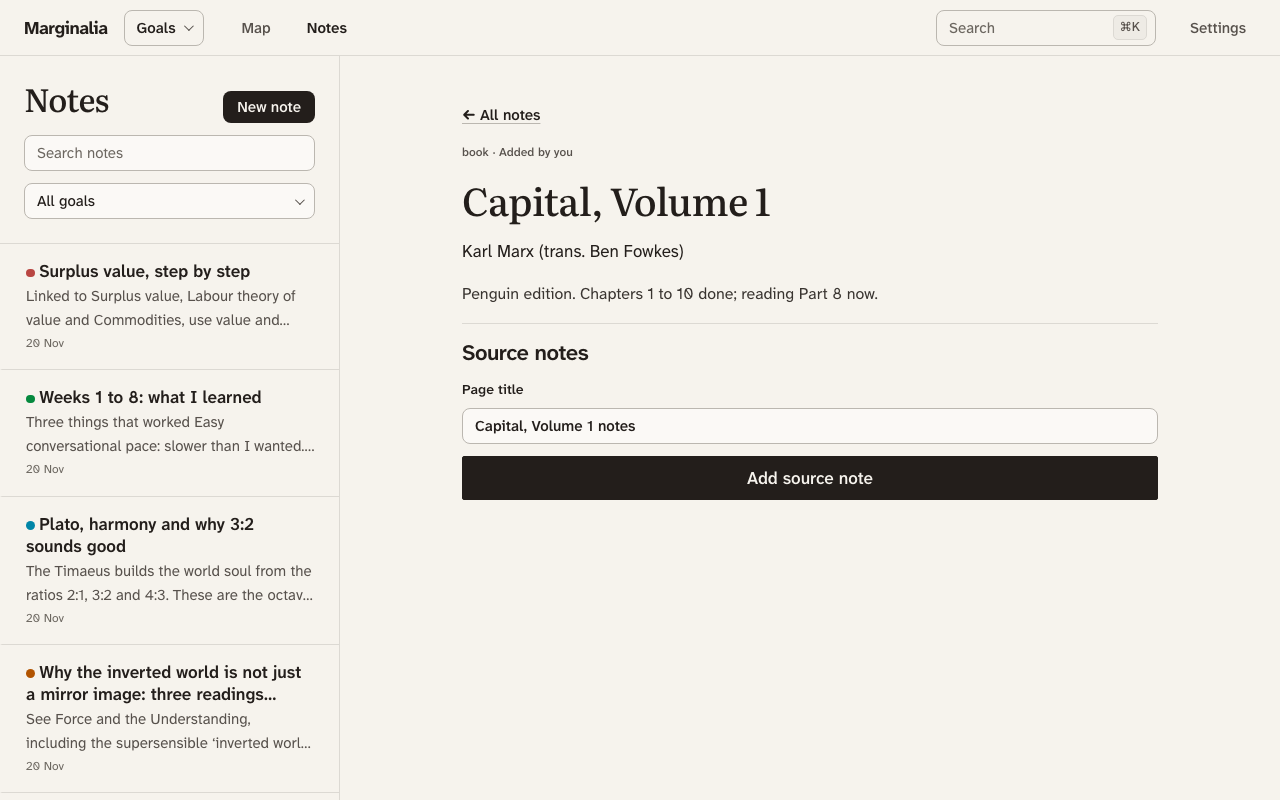 Marginalia
Goals
Map
Notes
Search
⌘K
Settings
Notes
New note
Search notes
All goals
Surplus value, step by step
Linked to Surplus value, Labour theory of
value and Commodities, use value and…
20 Nov
Weeks 1 to 8: what I learned
Three things that worked Easy
conversational pace: slower than I wanted.…
20 Nov
Plato, harmony and why 3:2
sounds good
The Timaeus builds the world soul from the
ratios 2:1, 3:2 and 4:3. These are the octav…
20 Nov
Why the inverted world is not just
a mirror image: three readings…
See Force and the Understanding,
including the supersensible ‘inverted worl…
20 Nov
← All notes
book · Added by you
Capital, Volume 1
Karl Marx (trans. Ben Fowkes)
Penguin edition. Chapters 1 to 10 done; reading Part 8 now.
Source notes
Page title
Capital, Volume 1 notes
Add source note